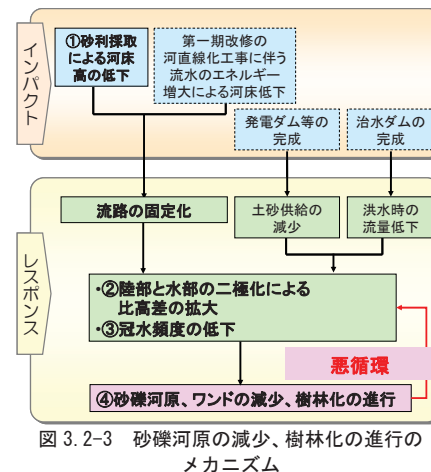 インパクト
①砂利採取
による河床
高の低下
第一期改修の
河直線化工事に伴う
流水のエネルギー
増大による河床低下
発電ダム等の
完成
治水ダムの
完成
レスポンス
流路の固定化
土砂供給の
減少
洪水時の
流量低下
・②陸部と水部の二極化による
比高差の拡大
・③冠水頻度の低下
悪循環
④砂礫河原、ワンドの減少、樹林化の進行
図 3.2-3 砂礫河原の減少、樹林化の進行の
メカニズム